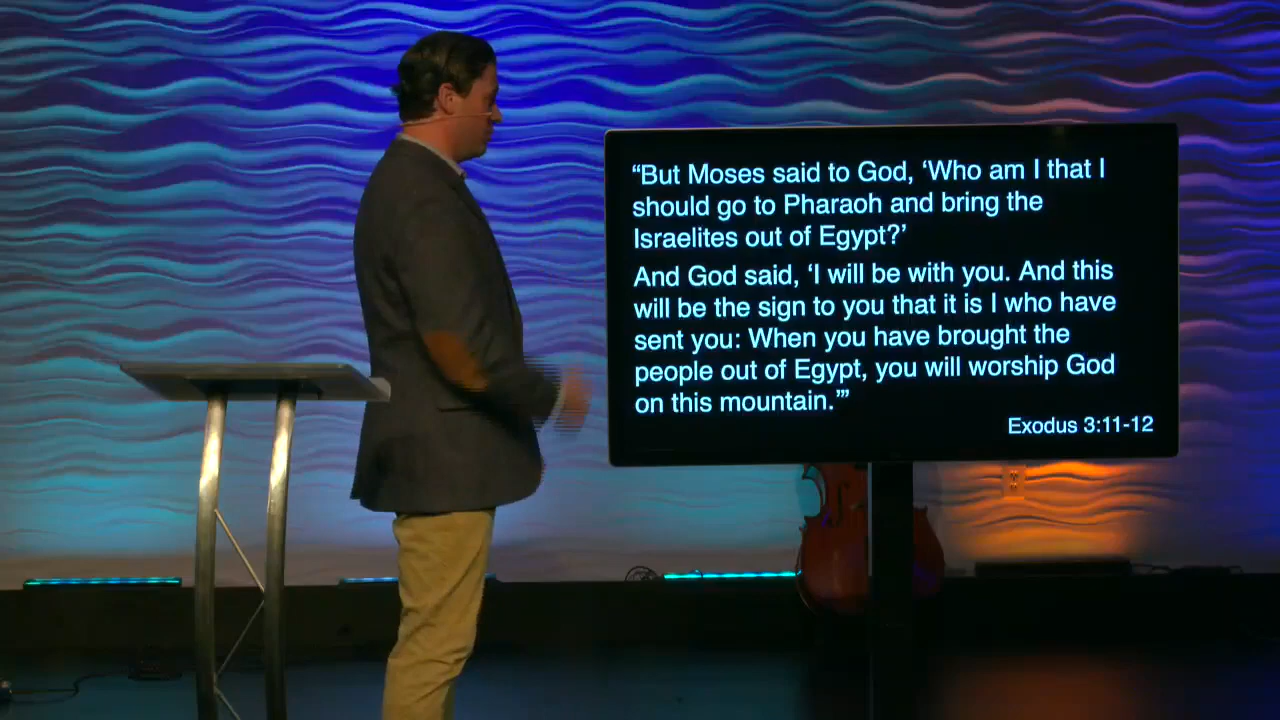 “But Moses said to God, ‘Who am I that I
should go to Pharaoh and bring the
Israelites out of Egypt?’
And God said, ‘I will be with you. And this
will be the sign to you that it is I who have
sent you: When you have brought the
people out of Egypt, you will worship God
on this mountain.’”
Exodus 3:11-12